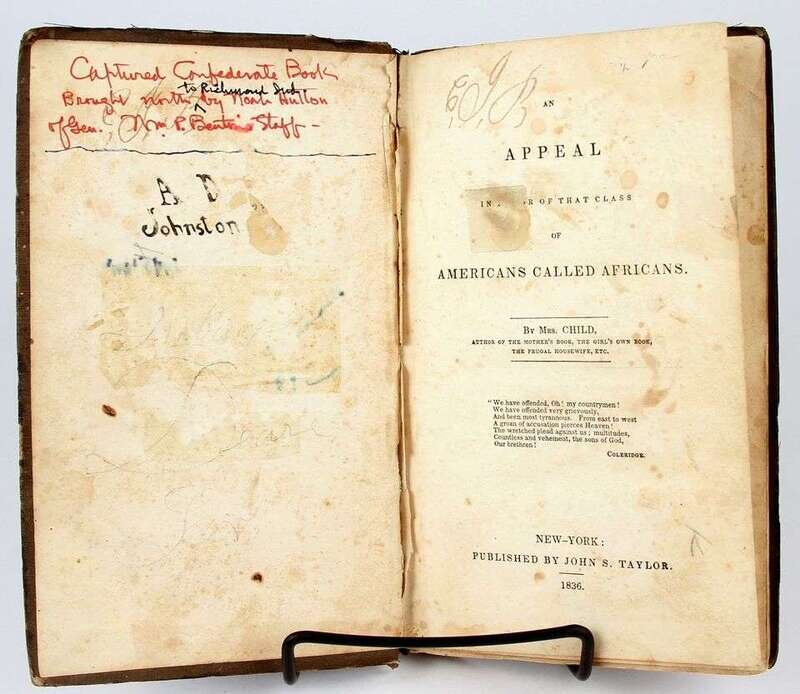 Captured Confederate Book
to Richmond Ind.
Brought north by Noah Hutton
of Gen. Wm P. Benton's Staff -
A D
Johnston
AN
APPEAL
IN OF THAT CLASS
OF
AMERICANS CALLED AFRICANS.
By Mrs. CHILD,
AUTHOR OF THE MOTHER'S BOOK, THE GIRL'S OWN BOOK,
THE FRUGAL HOUSEWIFE, ETC.
"We have offended, Oh! my countrymen!
We have offended very grievously,
And been most tyrannous. From east to west
A groan of accusation pierces Heaven!
The wretched plead against us; multitudes,
Countless and vehement, the sons of God,
Our brethren!
COLERIDGE.
NEW-YORK:
PUBLISHED BY JOHN S. TAYLOR.
1836.